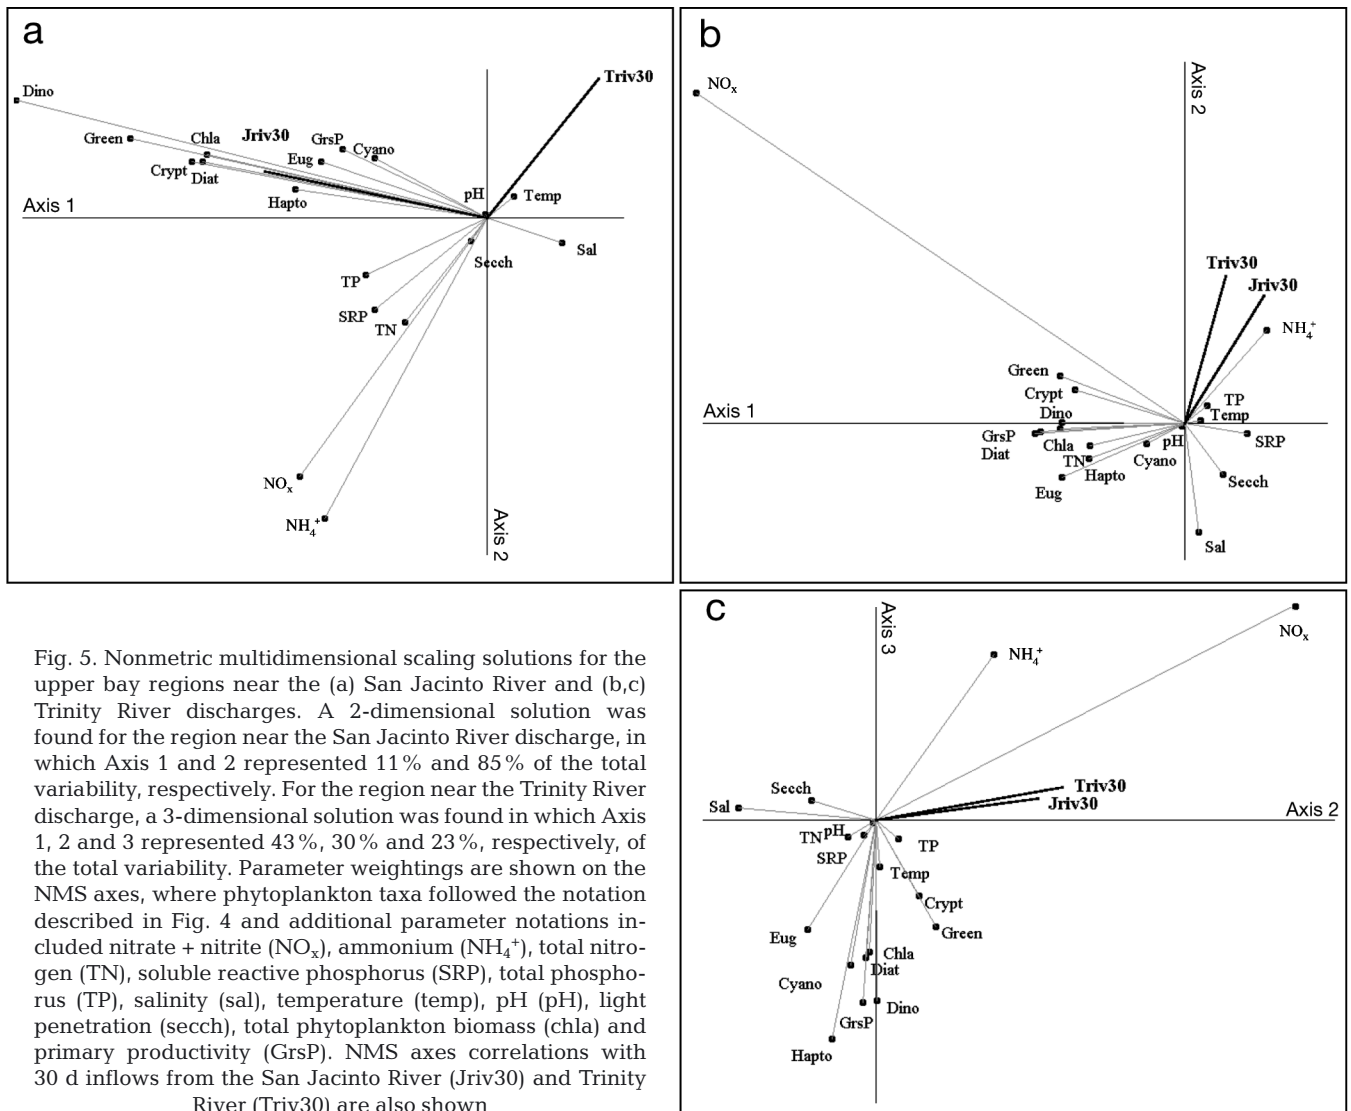 a
Dino
Green
Chla
Jriv30
GrsP
Cyano
Triv30
Crypt
Diat
Eug
Hapto
pH
Temp
Axis 1
Secch
Sal
TP
SRP
TN
NOx
NH4+
Axis 2
b
NOx
Axis 2
Triv30
Jriv30
NH4+
Green
Crypt
TP
Axis 1
Dino
Temp
GrsP
Chla
pH
SRP
Diat
TN
Cyano
Hapto
Secch
Eug
Sal
c
Axis 3
NOx
NH4+
Secch
Triv30
Sal
Jriv30
Axis 2
TN
pH
TP
SRP
Temp
Crypt
Eug
Green
Chla
Diat
Cyano
Dino
GrsP
Hapto
Fig. 5. Nonmetric multidimensional scaling solutions for the
upper bay regions near the (a) San Jacinto River and (b,c)
Trinity River discharges. A 2-dimensional solution was
found for the region near the San Jacinto River discharge, in
which Axis 1 and 2 represented 11% and 85% of the total
variability, respectively. For the region near the Trinity River
discharge, a 3-dimensional solution was found in which Axis
1, 2 and 3 represented 43%, 30% and 23%, respectively, of
the total variability. Parameter weightings are shown on the
NMS axes, where phytoplankton taxa followed the notation
described in Fig. 4 and additional parameter notations in-
cluded nitrate + nitrite (NOx), ammonium (NH4+), total nitro-
gen (TN), soluble reactive phosphorus (SRP), total phospho-
rus (TP), salinity (sal), temperature (temp), pH (pH), light
penetration (secch), total phytoplankton biomass (chla) and
primary productivity (GrsP). NMS axes correlations with
30 d inflows from the San Jacinto River (Jriv30) and Trinity
River (Triv30) are also shown